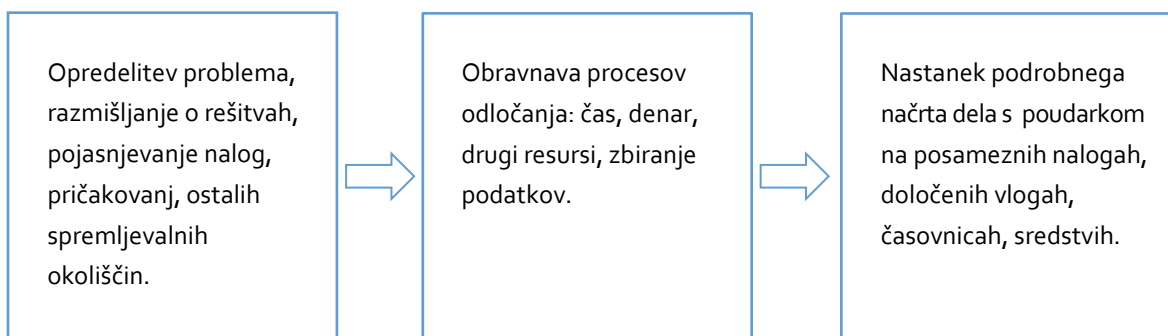 Opredelitev problema,
razmišljanje o rešitvah,
pojasnjevanje nalog,
pričakovanj, ostalih
spremljevalnih
okoliščin.
Obravnava procesov
odločanja: čas, denar,
drugi resursi, zbiranje
podatkov.
Nastanek podrobnega
načrta dela s poudarkom
na posameznih nalogah,
določenih vlogah,
časovnicah, sredstvih.